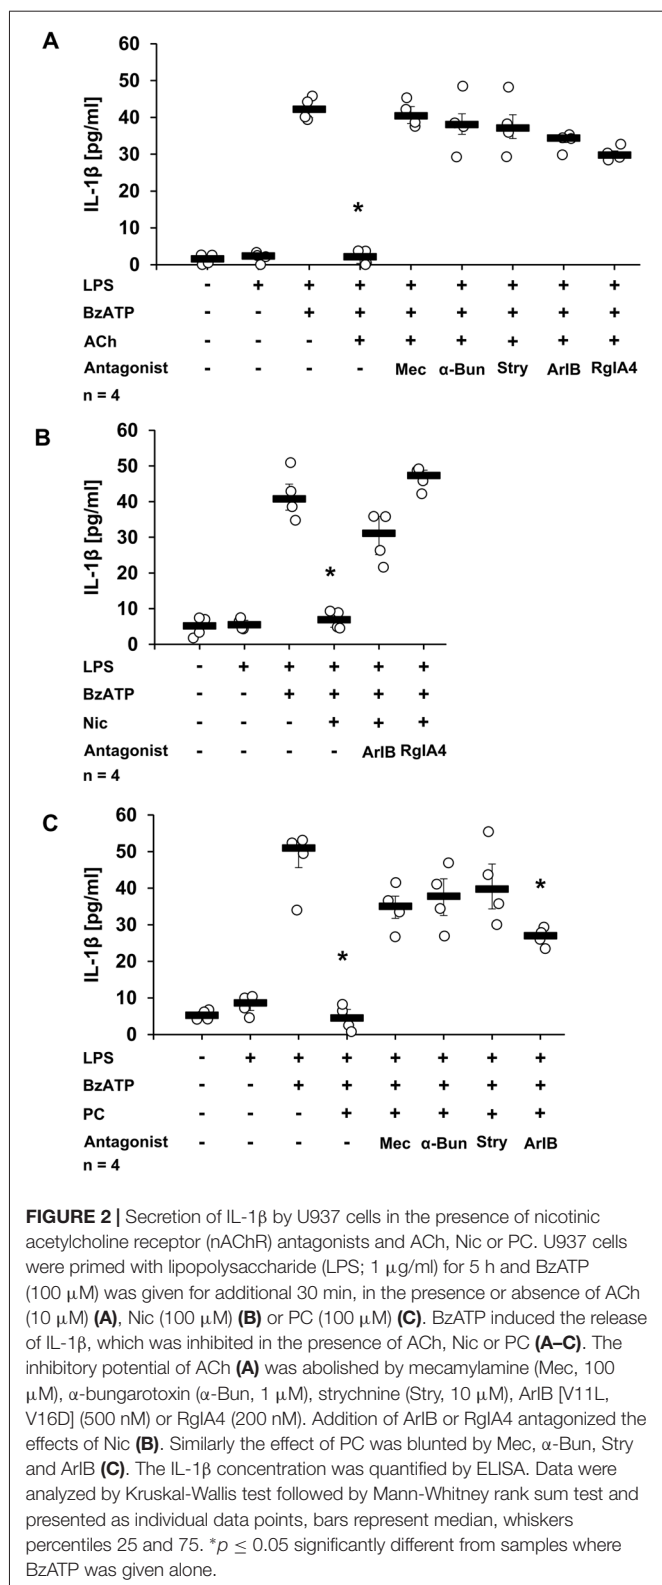 A
60
50
40
30
20
10
0
IL-1β [pg/ml]
*
LPS - + + + + + + + +
BzATP - - + + + + + + +
ACh - - - + + + + + +
Antagonist - - - - Mec α-Bun Stry ArIB RgIA4
n = 4
B
60
50
40
30
20
10
0
IL-1β [pg/ml]
*
LPS - + + + + +
BzATP - - + + + +
Nic - - - + + +
Antagonist - - - - ArIB RgIA4
n = 4
C
60
50
40
30
20
10
0
IL-1β [pg/ml]
* *
LPS - + + + + + + +
BzATP - - + + + + + +
PC - - - + + + + +
Antagonist - - - - Mec α-Bun Stry ArIB
n = 4
FIGURE 2 | Secretion of IL-1β by U937 cells in the presence of nicotinic
acetylcholine receptor (nAChR) antagonists and ACh, Nic or PC. U937 cells
were primed with lipopolysaccharide (LPS; 1 μg/ml) for 5 h and BzATP
(100 μM) was given for additional 30 min, in the presence or absence of ACh
(10 μM) (A), Nic (100 μM) (B) or PC (100 μM) (C). BzATP induced the release
of IL-1β, which was inhibited in the presence of ACh, Nic or PC (A–C). The
inhibitory potential of ACh (A) was abolished by mecamylamine (Mec, 100
μM), α-bungarotoxin (α-Bun, 1 μM), strychnine (Stry, 10 μM), ArIB [V11L,
V16D] (500 nM) or RgIA4 (200 nM). Addition of ArIB or RgIA4 antagonized the
effects of Nic (B). Similarly the effect of PC was blunted by Mec, α-Bun, Stry
and ArIB (C). The IL-1β concentration was quantified by ELISA. Data were
analyzed by Kruskal-Wallis test followed by Mann-Whitney rank sum test and
presented as individual data points, bars represent median, whiskers
percentiles 25 and 75. *p ≤ 0.05 significantly different from samples where
BzATP was given alone.